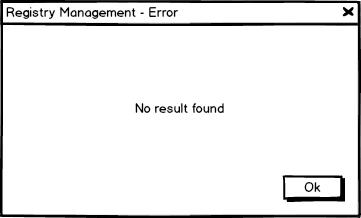 Registry Management - Error
No result found
Ok